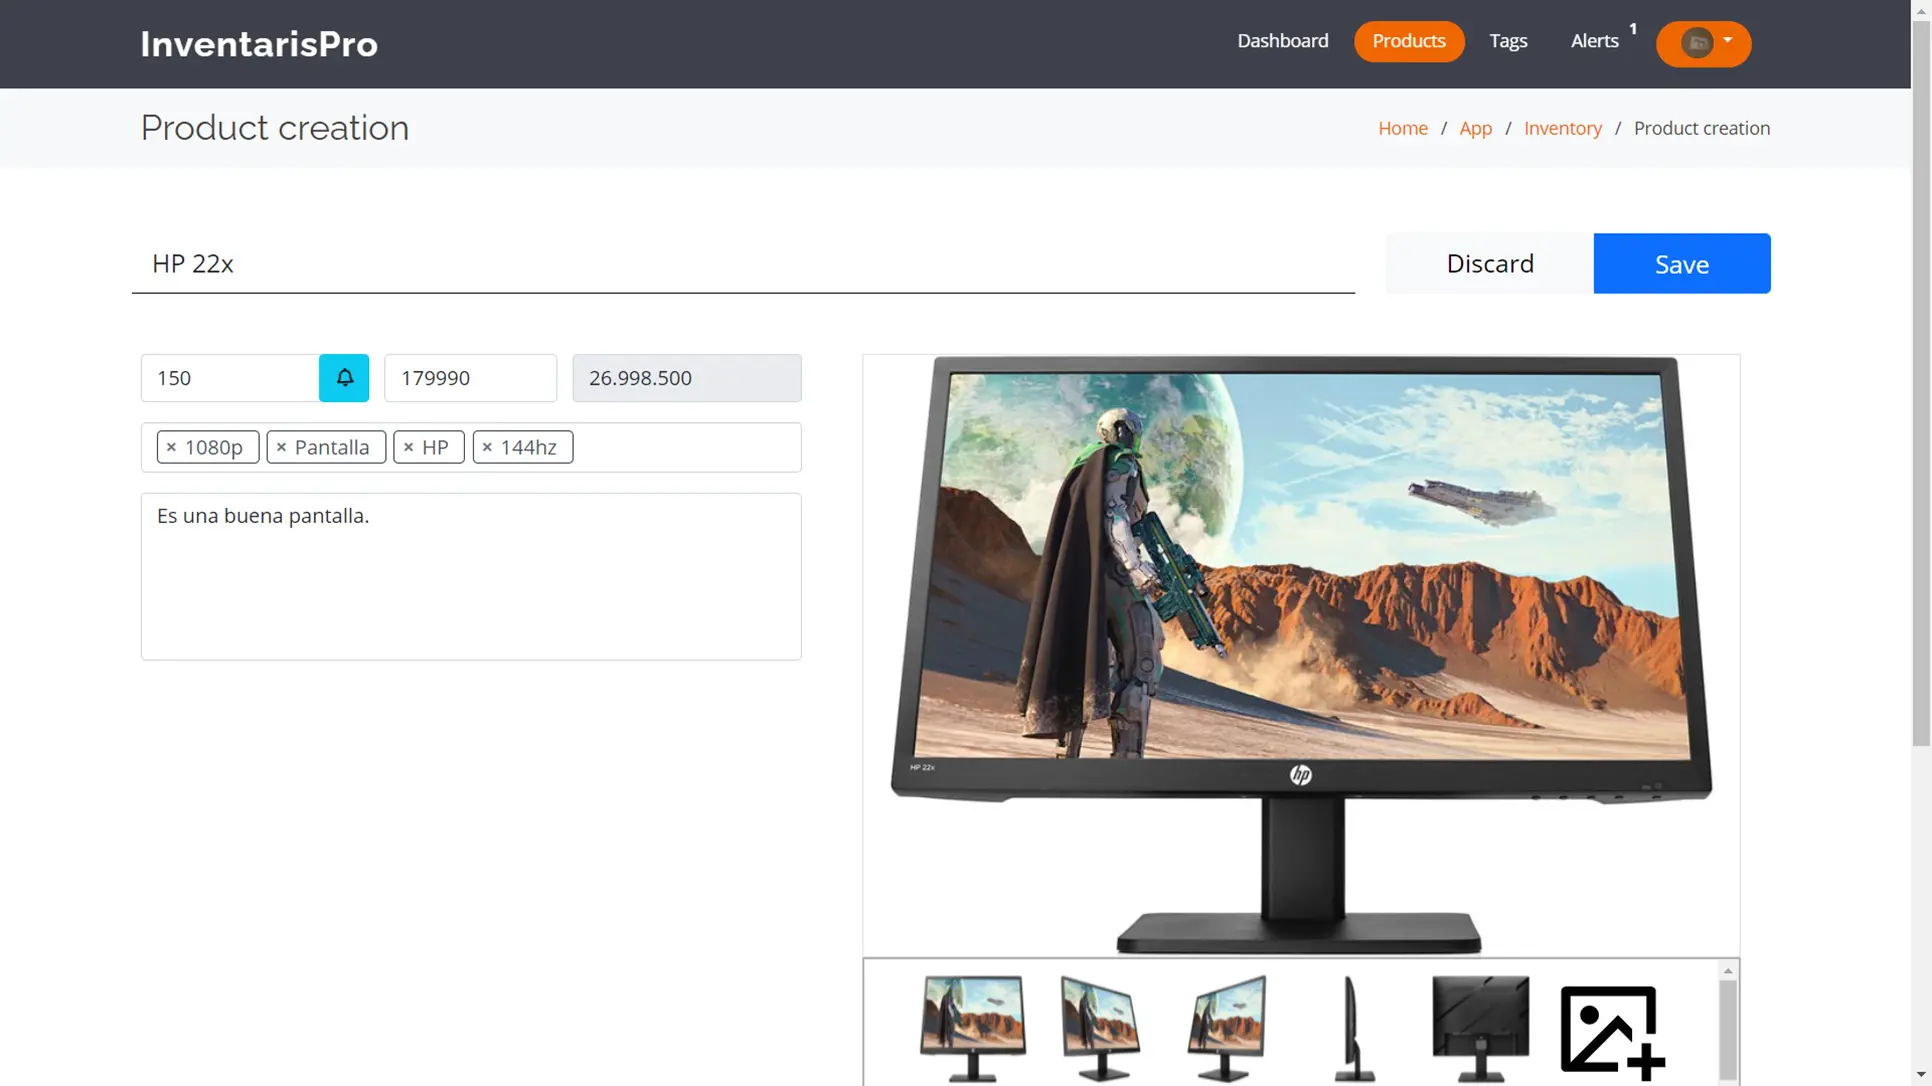 InventarisPro
Dashboard Products Tags Alerts 1
Product creation
Home / App / Inventory / Product creation
HP 22x
Discard Save
150 179990 26.998.500
× 1080p × Pantalla × HP × 144hz
Es una buena pantalla.
HP 22x
hp